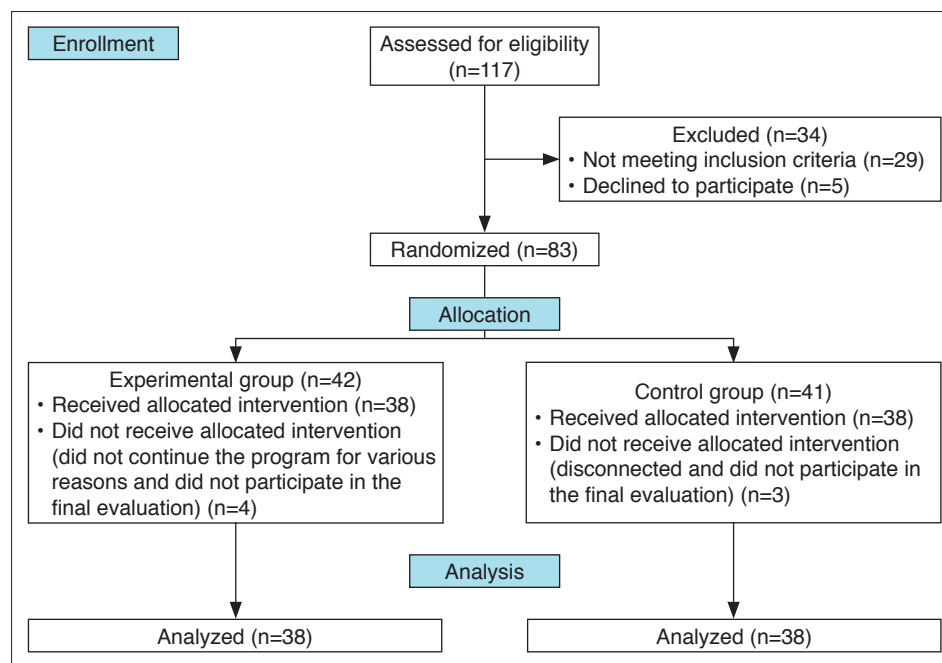 Enrollment
Assessed for eligibility
(n=117)
Excluded (n=34)
• Not meeting inclusion criteria (n=29)
• Declined to participate (n=5)
Randomized (n=83)
Allocation
Experimental group (n=42)
• Received allocated intervention (n=38)
• Did not receive allocated intervention
(did not continue the program for various
reasons and did not participate in the
final evaluation) (n=4)
Control group (n=41)
• Received allocated intervention (n=38)
• Did not receive allocated intervention
(disconnected and did not participate in
the final evaluation) (n=3)
Analysis
Analyzed (n=38)
Analyzed (n=38)